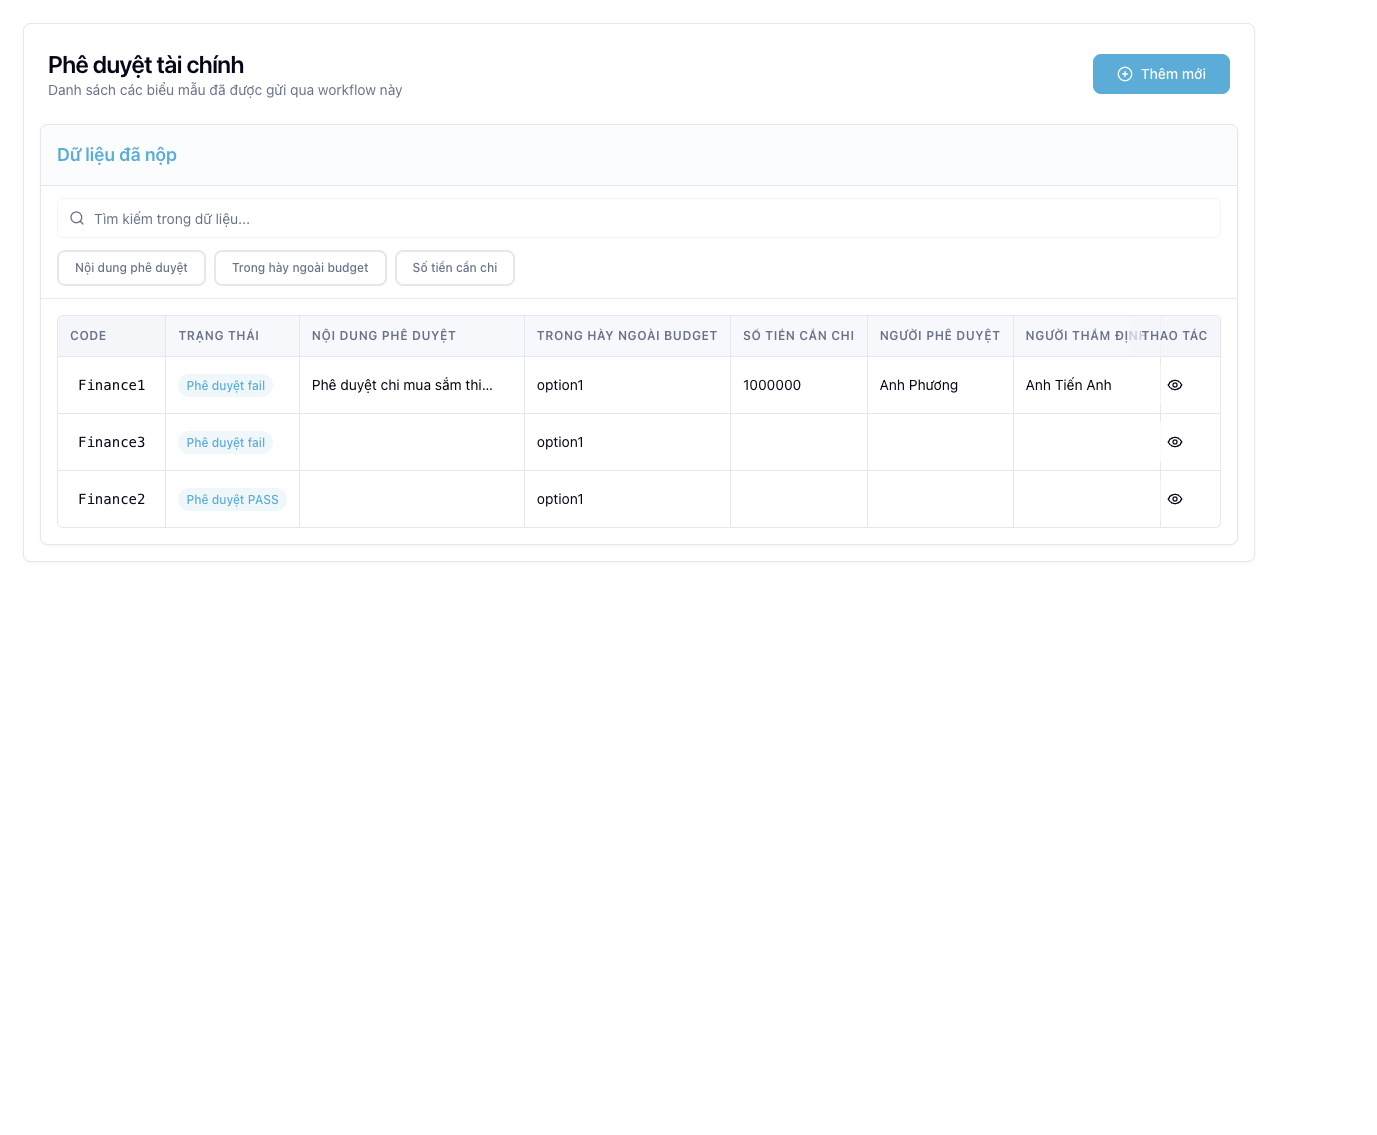 Phê duyệt tài chính
Danh sách các biểu mẫu đã được gửi qua workflow này
Thêm mới
Dữ liệu đã nộp
Tìm kiếm trong dữ liệu...
Nội dung phê duyệt
Trong hày ngoài budget
Số tiền cần chi
CODE TRẠNG THÁI NỘI DUNG PHÊ DUYỆT TRONG HÀY NGOÀI BUDGET SỐ TIỀN CẦN CHI NGƯỜI PHÊ DUYỆT NGƯỜI THẨM ĐỊNH THAO TÁC
Finance1 Phê duyệt fail Phê duyệt chi mua sắm thi... option1 1000000 Anh Phương Anh Tiến Anh
Finance3 Phê duyệt fail option1
Finance2 Phê duyệt PASS option1